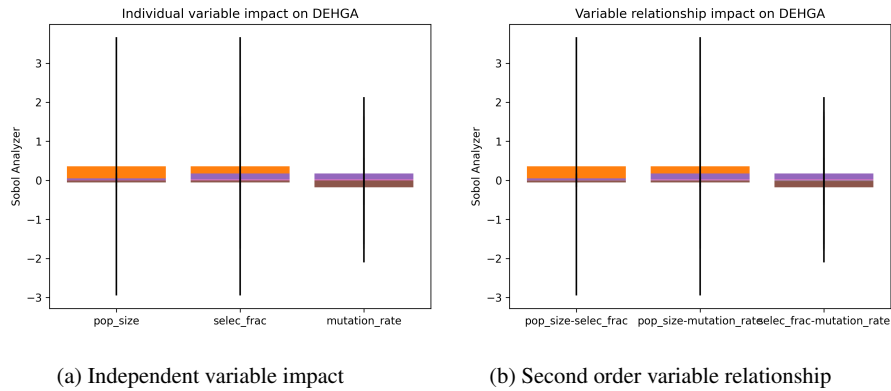 Individual variable impact on DEHGA
Sobol Analyzer
3
2
1
0
−1
−2
−3
pop_size
selec_frac
mutation_rate
(a) Independent variable impact
Variable relationship impact on DEHGA
Sobol Analyzer
3
2
1
0
−1
−2
−3
pop_size-selec_frac
pop_size-mutation_rate
selec_frac-mutation_rate
(b) Second order variable relationship